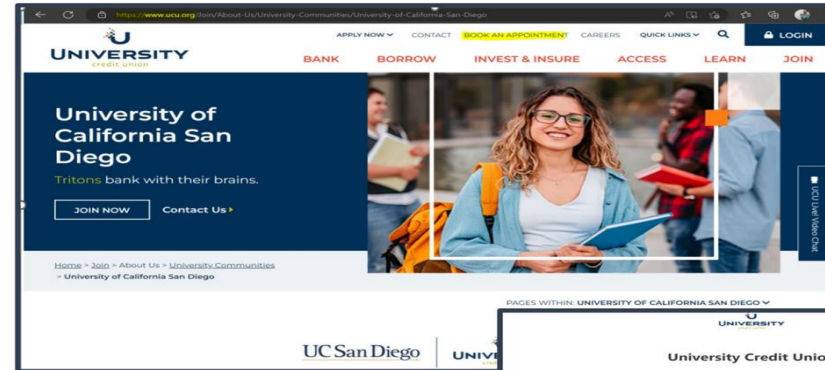 https://www.ucu.org/Join/About-Us/University-Communities/University-of-California-San-Diego
APPLY NOW CONTACT BOOK AN APPOINTMENT CAREERS QUICK LINKS LOGIN
UNIVERSITY
credit union
BANK BORROW INVEST & INSURE ACCESS LEARN JOIN
University of
California San
Diego
Tritons bank with their brains.
JOIN NOW Contact Us
UCU Live! Video Chat
Home > Join > About Us > University Communities
> University of California San Diego
PAGES WITHIN: UNIVERSITY OF CALIFORNIA SAN DIEGO
UNIVERSITY
UC San Diego UNIVE
University Credit Unio